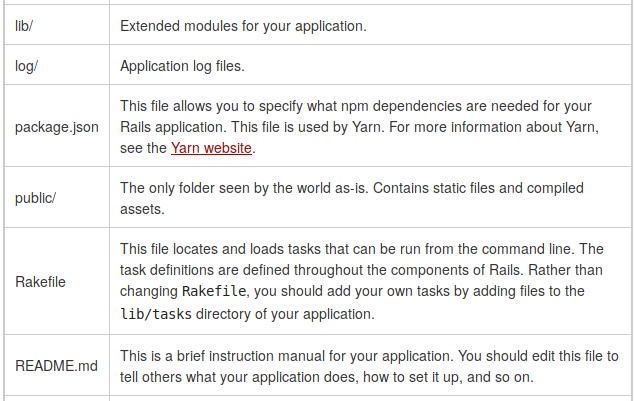 lib/
Extended modules for your application.
log/
Application log files.
package.json
This file allows you to specify what npm dependencies are needed for your
Rails application. This file is used by Yarn. For more information about Yarn,
see the Yarn website.
public/
The only folder seen by the world as-is. Contains static files and compiled
assets.
Rakefile
This file locates and loads tasks that can be run from the command line. The
task definitions are defined throughout the components of Rails. Rather than
changing Rakefile, you should add your own tasks by adding files to the
lib/tasks directory of your application.
README.md
This is a brief instruction manual for your application. You should edit this file to
tell others what your application does, how to set it up, and so on.